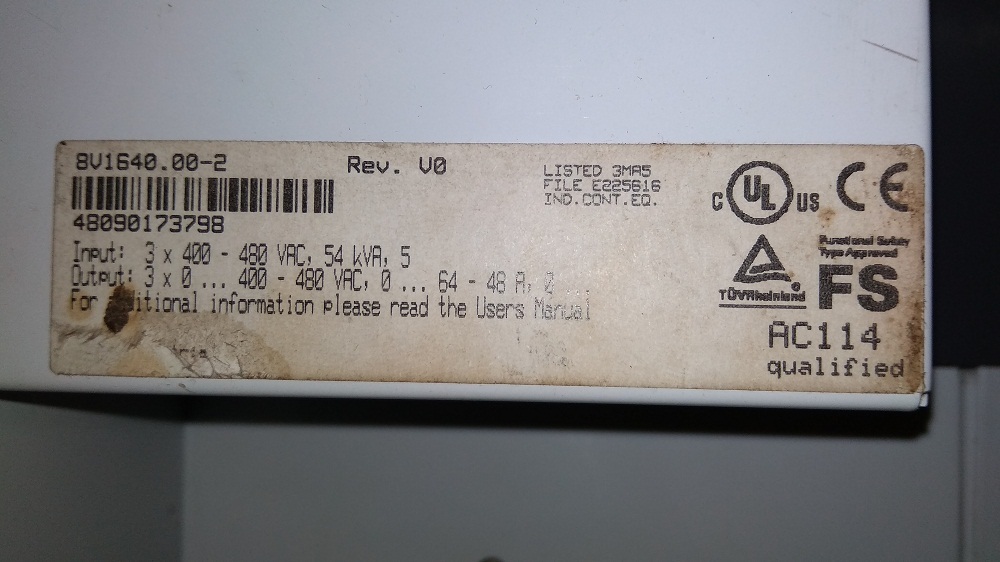 8V1640.00-2 Rev. V0
48090173798
LISTED 3MA5
FILE E225616
IND.CONT.EQ.
C UL US CE
Input: 3 x 400 - 480 VAC, 54 kVA, 5
Output: 3 x 0 ... 400 - 480 VAC, 0 ... 64 - 48 A, 0 ...
For additional information please read the Users Manual
TÜVRheinland
Functional Safety
Type Approved
FS
AC114
qualified